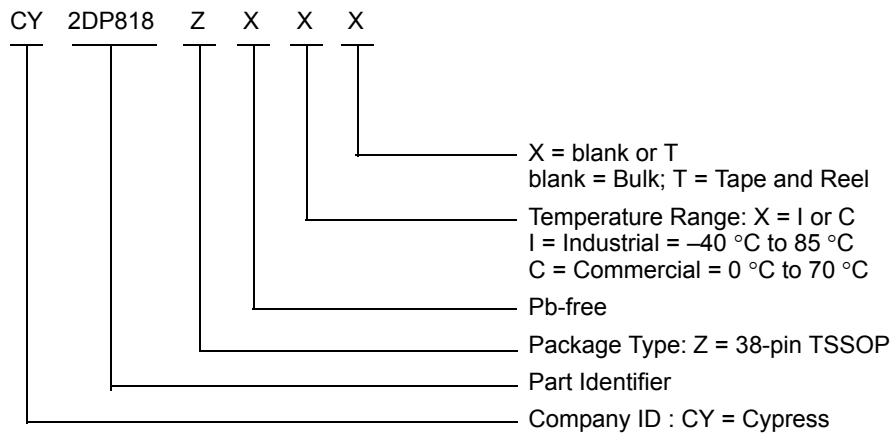 CY 2DP818 Z X X X
X = blank or T
blank = Bulk; T = Tape and Reel
Temperature Range: X = I or C
I = Industrial = –40 °C to 85 °C
C = Commercial = 0 °C to 70 °C
Pb-free
Package Type: Z = 38-pin TSSOP
Part Identifier
Company ID : CY = Cypress